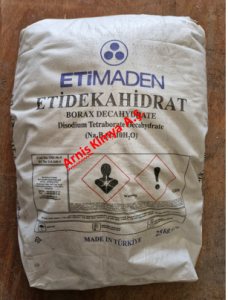 ETİMADEN
ETİDEKAHİDRAT
BORAX DECAHYDRATE
Disodium Tetraborate Decahydrate
Arnis Kimya A.Ş.
MADE IN TÜRKİYE